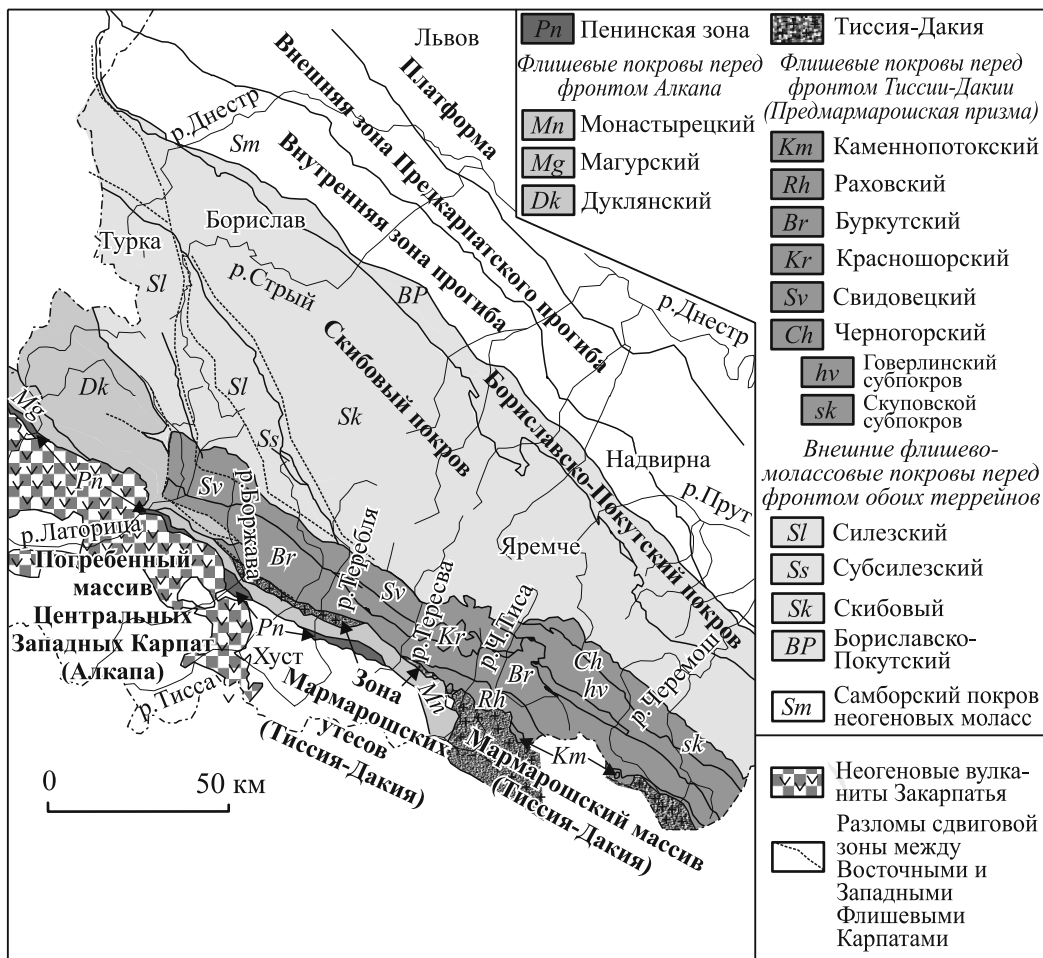 Львов
Платформа
Внешняя зона Предкарпатского прогиба
р.Днестр
Sm
Внутренняя зона прогиба
Борислав
Турка
Sl
р.Стрый
BP
р.Днестр
Скибовый покров
Бориславско-Покутский покров
Dk
Sl
Sk
Ss
Mg
Надвирна
р.Прут
Pn
Sv
р.Боржава
р.Латорица
Яремче
Br
р.Теребля
Sv
р.Тересва
Погребенный
массив
Центральных
Западных Карпат
(Алкапа)
Kr
р.Ч.Тиса
Ch
hv
Br
р.Черемош
Pn
Хуст
Rh
Mn
р.Тисса
sk
Km
Зона
Мармарошских
утесов
(Тиссия-Дакия)
Мармарошский массив
(Тиссия-Дакия)
0
50 км
Pn Пенинская зона
Флишевые покровы перед
фронтом Алкапа
Mn Монастырецкий
Mg Магурский
Dk Дуклянский
Тиссия-Дакия
Флишевые покровы перед
фронтом Тиссии-Дакии
(Предмармарошская призма)
Km Каменнопотокский
Rh Раховский
Br Буркутский
Kr Красношорский
Sv Свидовецкий
Ch Черногорский
hv Говерлинский
субпокров
sk Скуповской
субпокров
Внешние флишево-
молассовые покровы перед
фронтом обоих террейнов
Sl Силезский
Ss Субсилезский
Sk Скибовый
BP Бориславско-
Покутский
Sm Самборский покров
неогеновых моласс
Неогеновые вулка-
ниты Закарпатья
Разломы сдвиговой
зоны между
Восточными и
Западными
Флишевыми
Карпатами